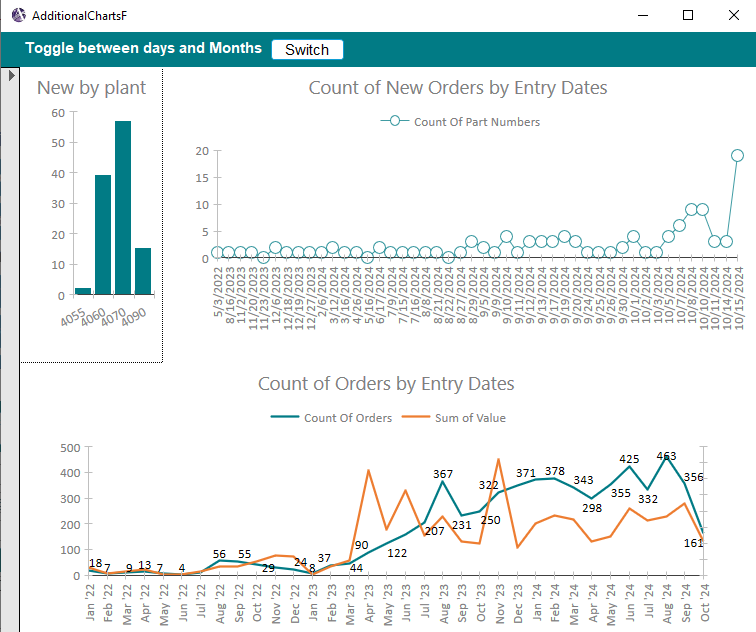 AdditionalChartsF
Toggle between days and Months Switch
New by plant
60
50
40
30
20
10
0
4055 4060 4070 4090
Count of New Orders by Entry Dates
Count Of Part Numbers
20
15
10
5
0
5/3/2022 8/16/2023 11/2/2023 11/20/2023 11/23/2023 12/6/2023 12/18/2023 12/19/2023 12/27/2023 2/6/2024 3/12/2024 3/16/2024 4/26/2024 5/16/2024 6/17/2024 7/5/2024 7/15/2024 7/16/2024 8/8/2024 8/21/2024 8/22/2024 8/27/2024 8/29/2024 9/5/2024 9/9/2024 9/10/2024 9/11/2024 9/12/2024 9/13/2024 9/17/2024 9/19/2024 9/20/2024 9/24/2024 9/25/2024 9/26/2024 9/30/2024 10/1/2024 10/2/2024 10/3/2024 10/4/2024 10/7/2024 10/8/2024 10/10/2024 10/11/2024 10/14/2024 10/15/2024
Count of Orders by Entry Dates
Count Of Orders Sum of Value
500
400
300
200
100
0
18 7 9 13 7 4 56 55 29 24 8 37 44 90 122 207 367 231 250 322 371 378 343 298 355 425 332 463 356 161
Jan '22 Feb '22 Mar '22 Apr '22 May '22 Jun '22 Jul '22 Aug '22 Sep '22 Oct '22 Nov '22 Dec '22 Jan '23 Feb '23 Mar '23 Apr '23 May '23 Jun '23 Jul '23 Aug '23 Sep '23 Oct '23 Nov '23 Dec '23 Jan '24 Feb '24 Mar '24 Apr '24 May '24 Jun '24 Jul '24 Aug '24 Sep '24 Oct '24